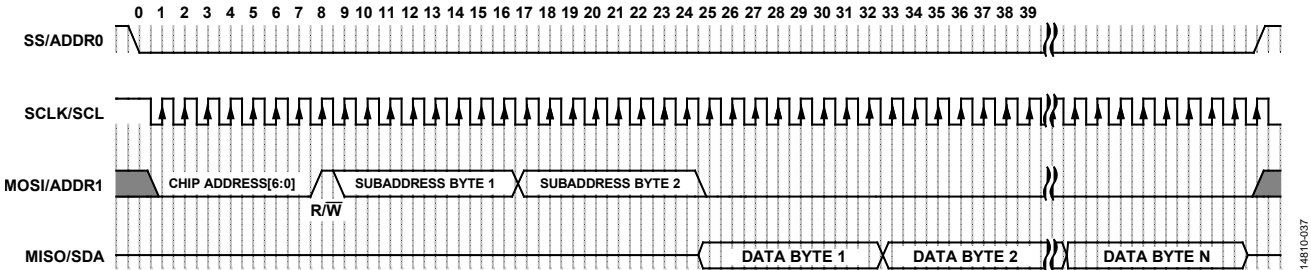 0 1 2 3 4 5 6 7 8 9 10 11 12 13 14 15 16 17 18 19 20 21 22 23 24 25 26 27 28 29 30 31 32 33 34 35 36 37 38 39
SS/ADDR0
SCLK/SCL
MOSI/ADDR1 CHIP ADDRESS[6:0] SUBADDRESS BYTE 1 SUBADDRESS BYTE 2
R/W̅
MISO/SDA DATA BYTE 1 DATA BYTE 2 DATA BYTE N
14810-037